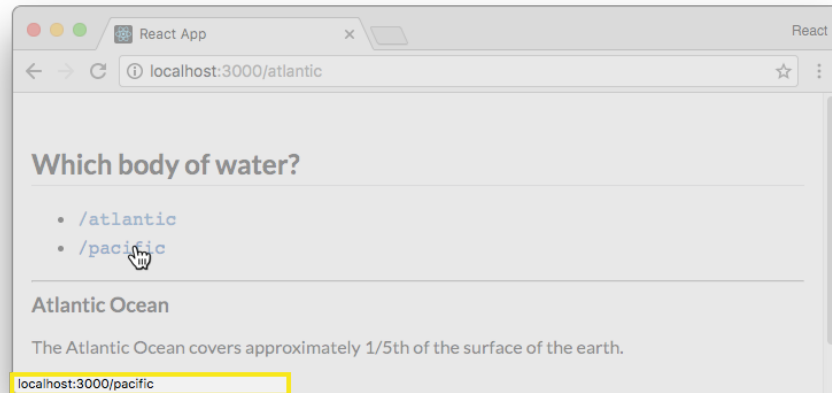 React App
React
localhost:3000/atlantic
Which body of water?
• /atlantic
• /pacific
Atlantic Ocean
The Atlantic Ocean covers approximately 1/5th of the surface of the earth.
localhost:3000/pacific